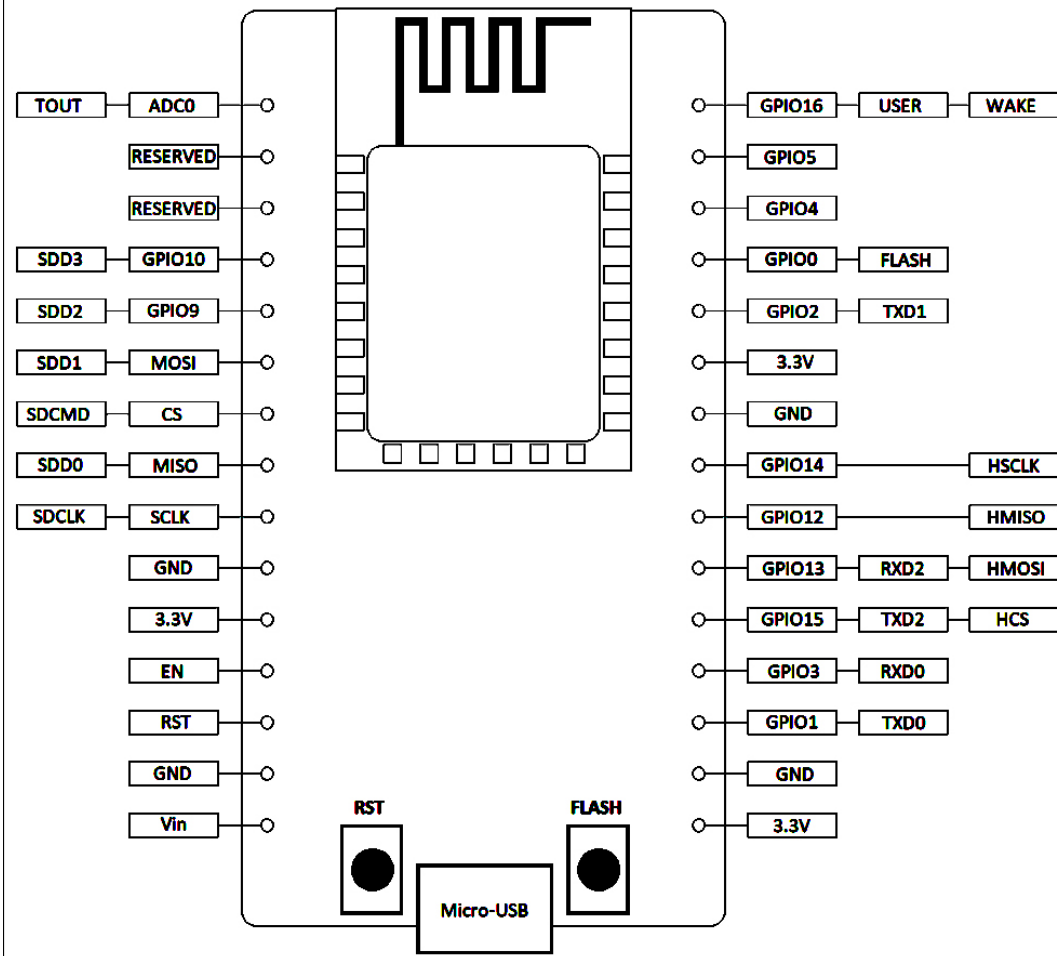 TOUT ADC0 GPIO16 USER WAKE
RESERVED GPIO5
RESERVED GPIO4
SDD3 GPIO10 GPIO0 FLASH
SDD2 GPIO9 GPIO2 TXD1
SDD1 MOSI 3.3V
SDCMD CS GND
SDD0 MISO GPIO14 HSCLK
SDCLK SCLK GPIO12 HMISO
GND GPIO13 RXD2 HMOSI
3.3V GPIO15 TXD2 HCS
EN GPIO3 RXD0
RST GPIO1 TXD0
GND GND
Vin RST FLASH 3.3V
Micro-USB